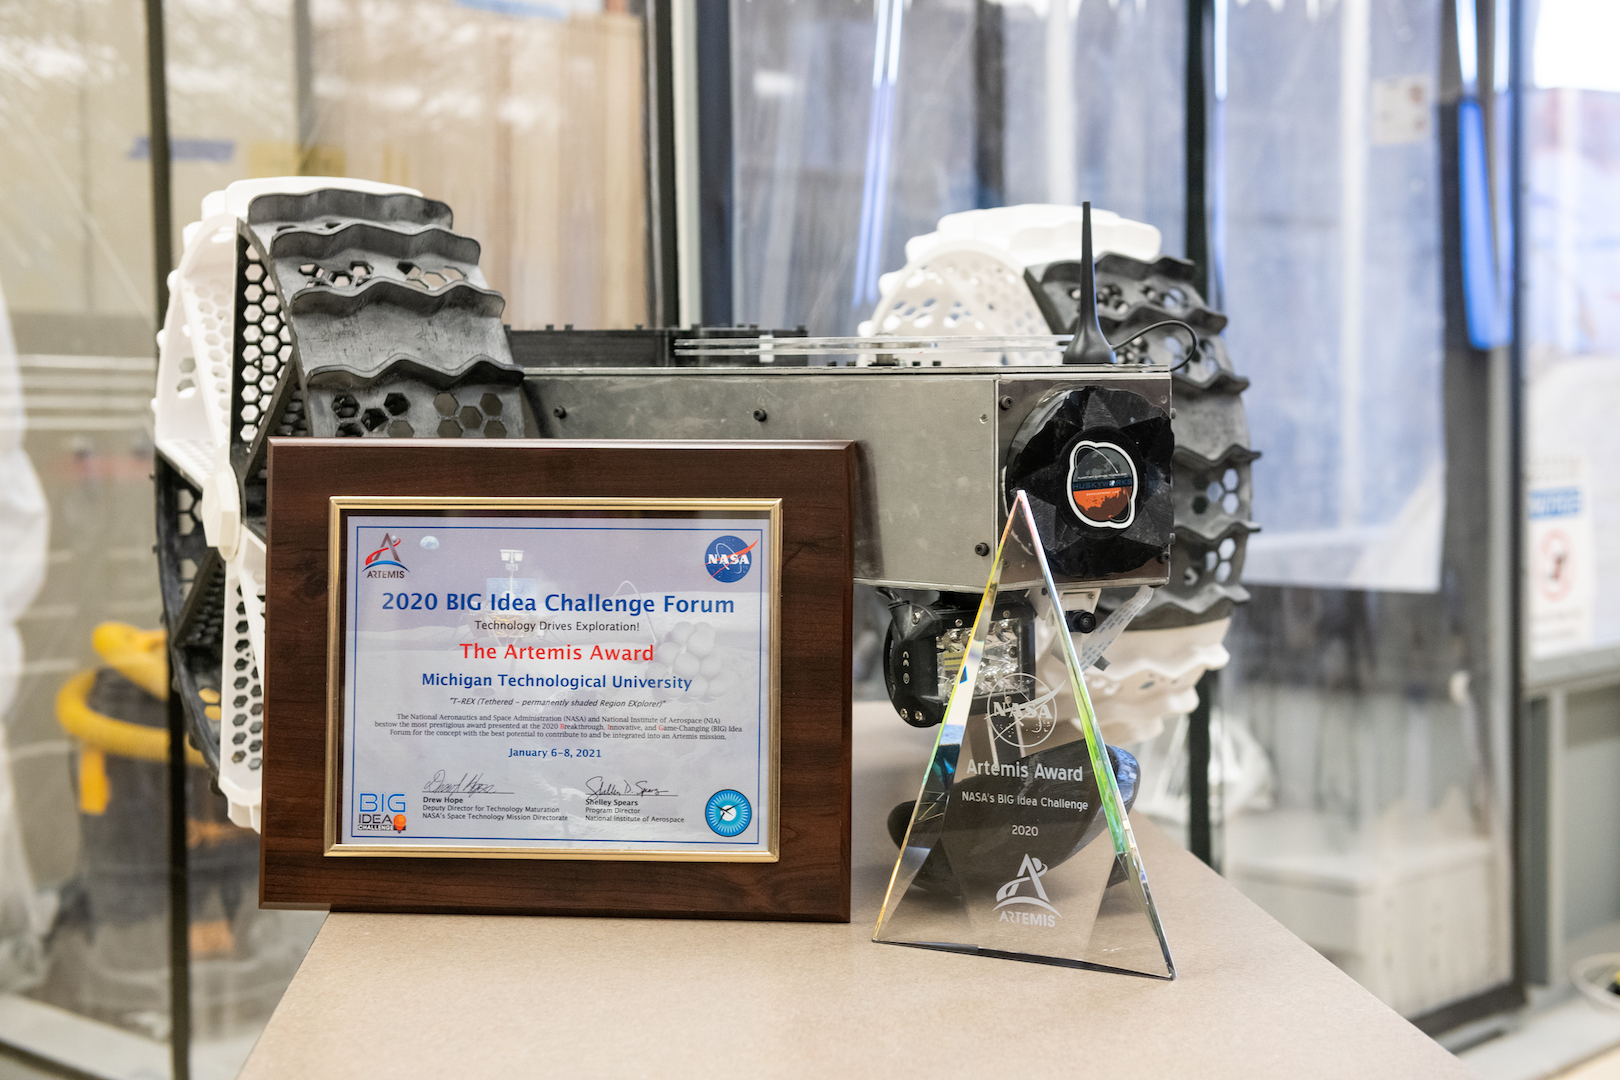 ARTEMIS
NASA
2020 BIG Idea Challenge Forum
Technology Drives Exploration!
The Artemis Award
Michigan Technological University
"T-REX (Tethered - permanently shaded Region EXplorer)"
The National Aeronautics and Space Administration (NASA) and National Institute of Aerospace (NIA)
bestow the most prestigious award presented at the 2020 Breakthrough, Innovative, and Game-Changing (BIG) Idea
Forum for the concept with the best potential to contribute to and be integrated into an Artemis mission.
January 6-8, 2021
Drew Hope
Deputy Director for Technology Maturation
NASA's Space Technology Mission Directorate
Shelley D. Spears
Shelley Spears
Program Director
National Institute of Aerospace
BIG
IDEA
CHALLENGE
HUSKYWORKS
NASA
Artemis Award
NASA's BIG Idea Challenge
2020
ARTEMIS